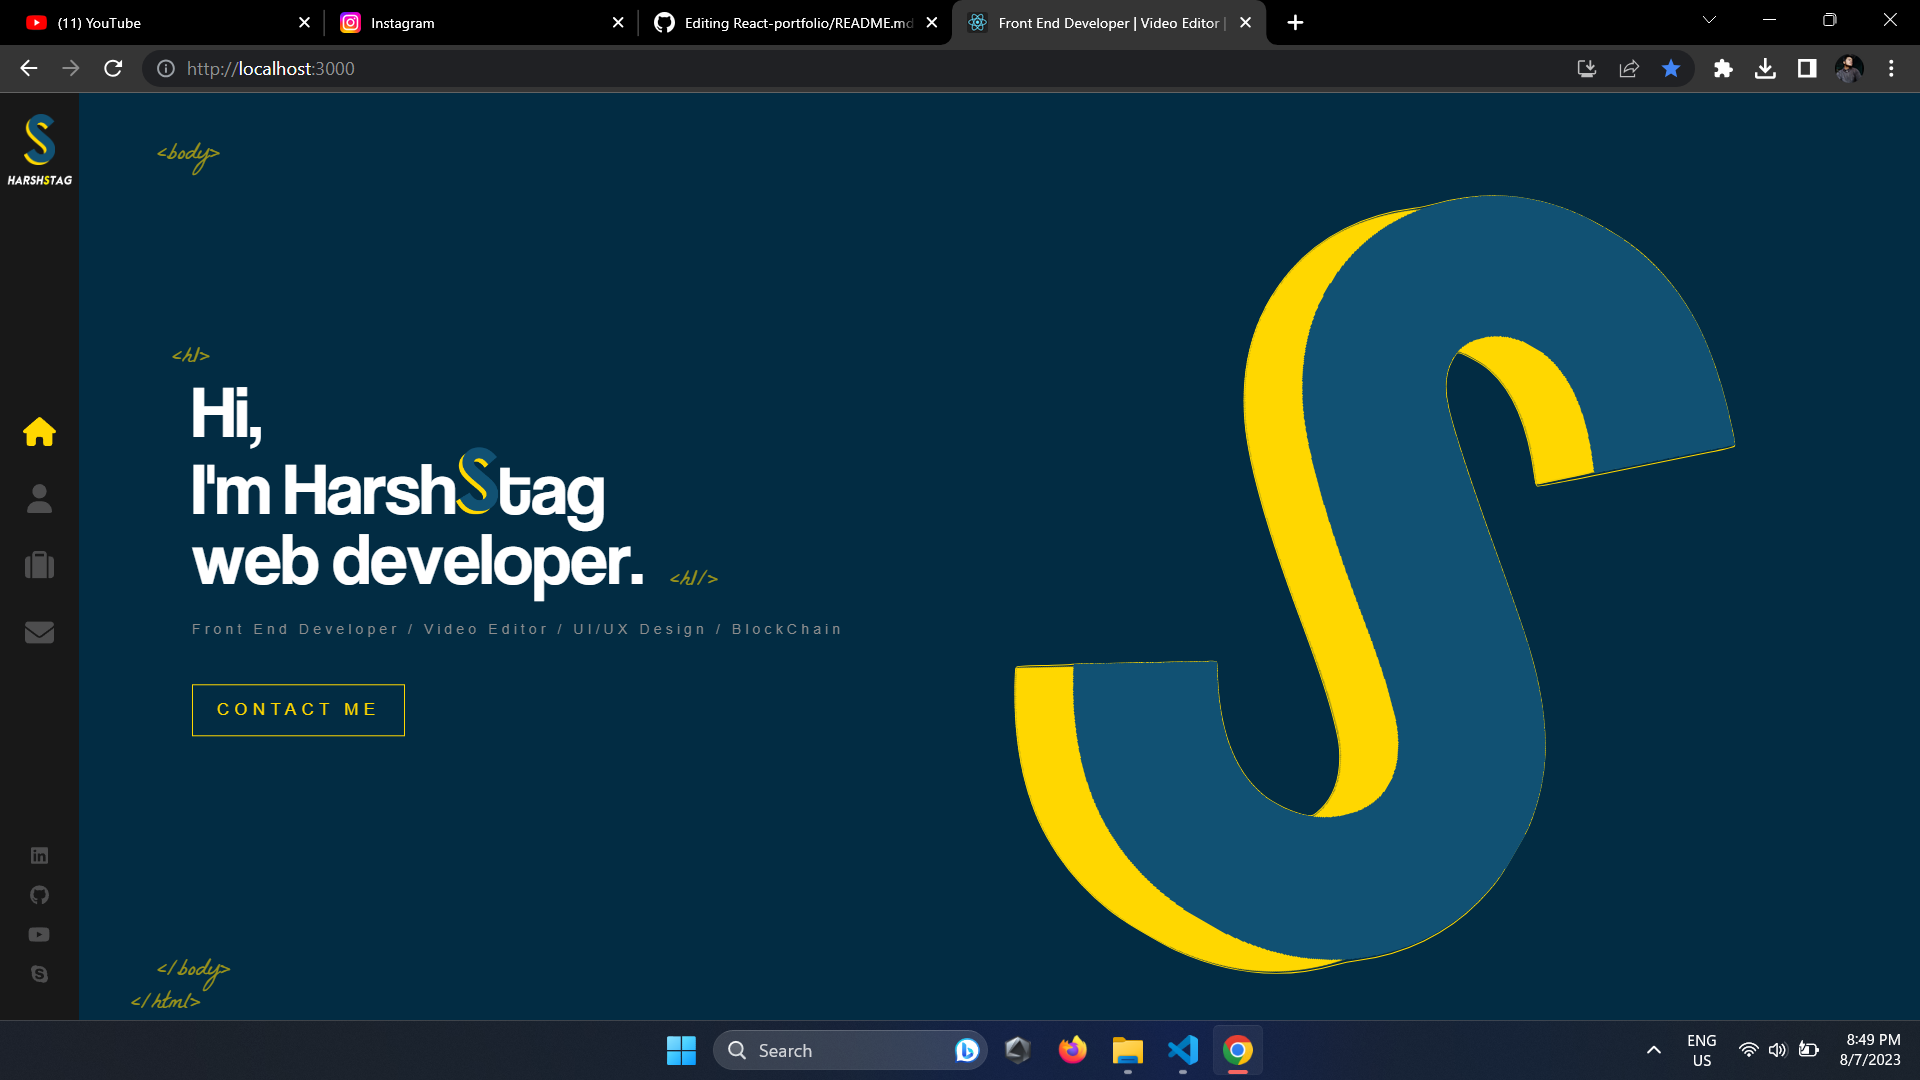 (11) YouTube
Instagram
Editing React-portfolio/README.md
Front End Developer | Video Editor |
http://localhost:3000
S
HARSHSTAG
<body>
<h1>
Hi,
I'm HarshStag
web developer.
<h1/>
Front End Developer / Video Editor / UI/UX Design / BlockChain
CONTACT ME
S
</body>
</html>
Search
ENG
US
8:49 PM
8/7/2023